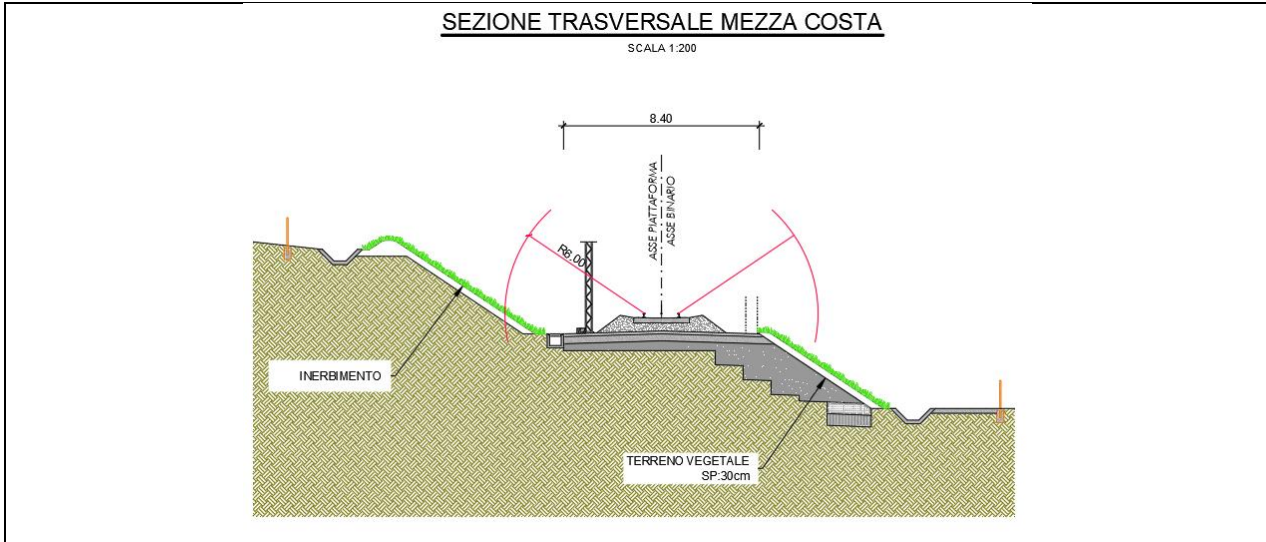 SEZIONE TRASVERSALE MEZZA COSTA
SCALA 1:200
8.40
ASSE PIATTAFORMA
ASSE BINARIO
R6.00
INERBIMENTO
TERRENO VEGETALE
SP:30cm